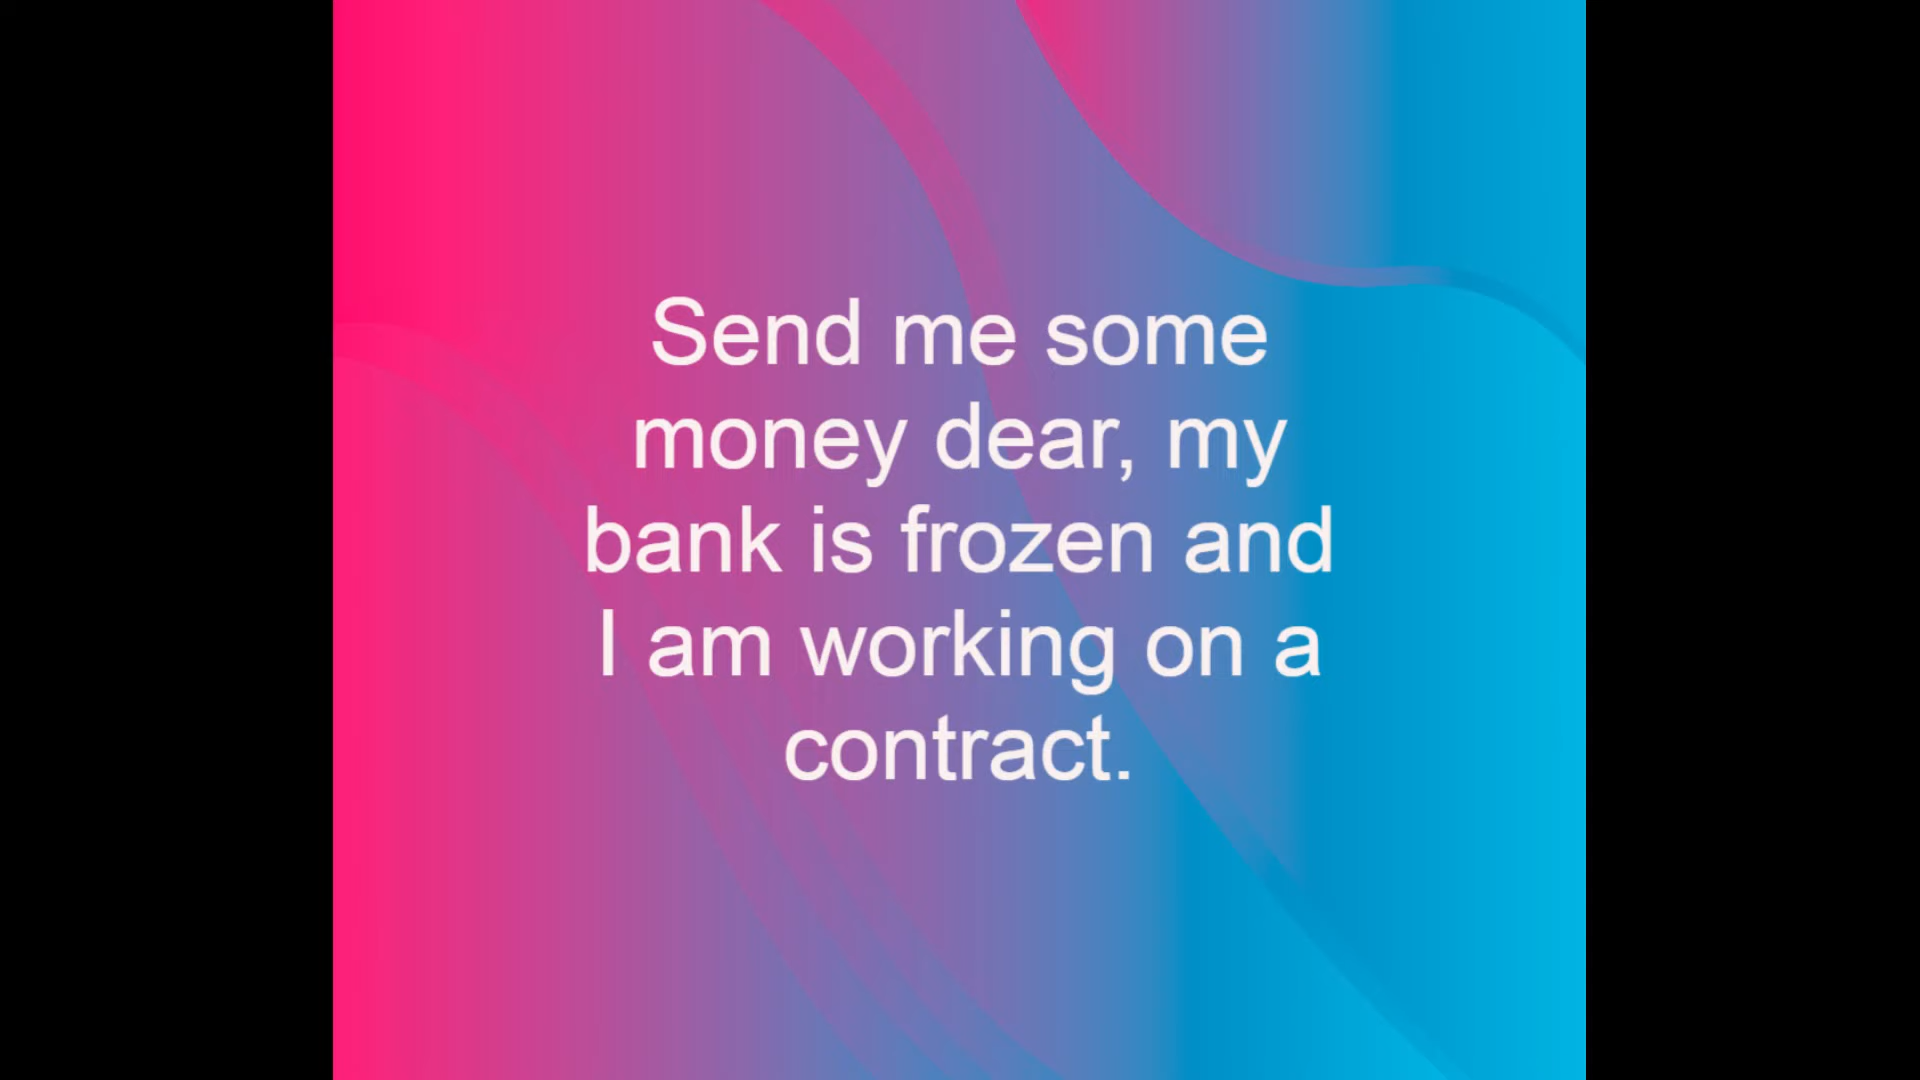 Send me some
money dear, my
bank is frozen and
I am working on a
contract.